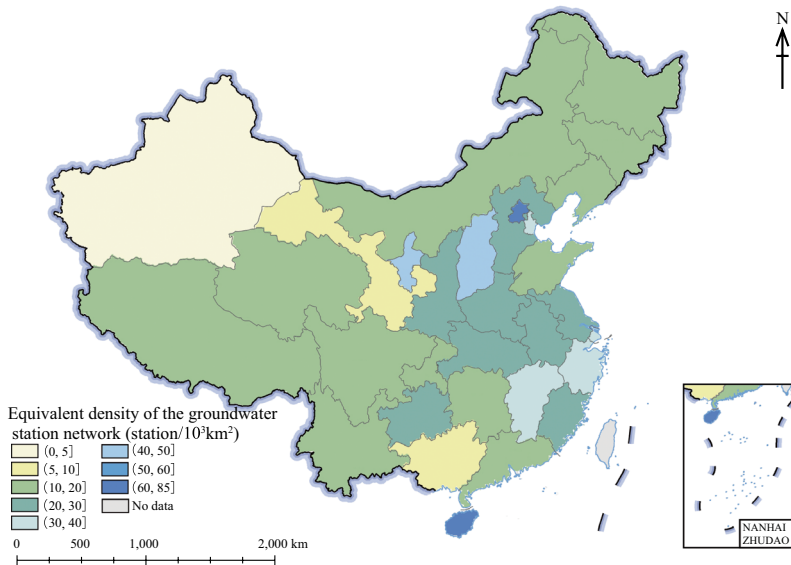 N
Equivalent density of the groundwater
station network (station/10³km²)
(0, 5]
(5, 10]
(10, 20]
(20, 30]
(30, 40]
(40, 50]
(50, 60]
(60, 85]
No data
0 500 1,000 2,000 km
NANHAI
ZHUDAO